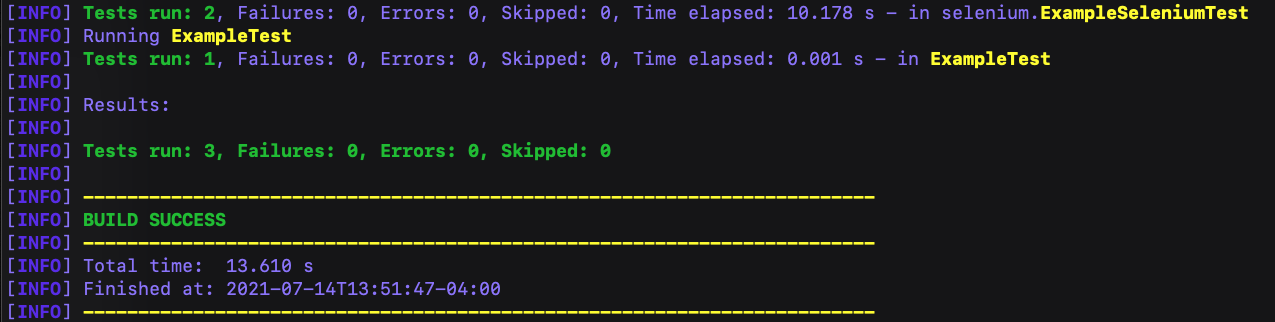 [INFO] Tests run: 2, Failures: 0, Errors: 0, Skipped: 0, Time elapsed: 10.178 s - in selenium.ExampleSeleniumTest
[INFO] Running ExampleTest
[INFO] Tests run: 1, Failures: 0, Errors: 0, Skipped: 0, Time elapsed: 0.001 s - in ExampleTest
[INFO]
[INFO] Results:
[INFO]
[INFO] Tests run: 3, Failures: 0, Errors: 0, Skipped: 0
[INFO]
[INFO] ------------------------------------------------------------------------
[INFO] BUILD SUCCESS
[INFO] ------------------------------------------------------------------------
[INFO] Total time:  13.610 s
[INFO] Finished at: 2021-07-14T13:51:47-04:00
[INFO] ------------------------------------------------------------------------